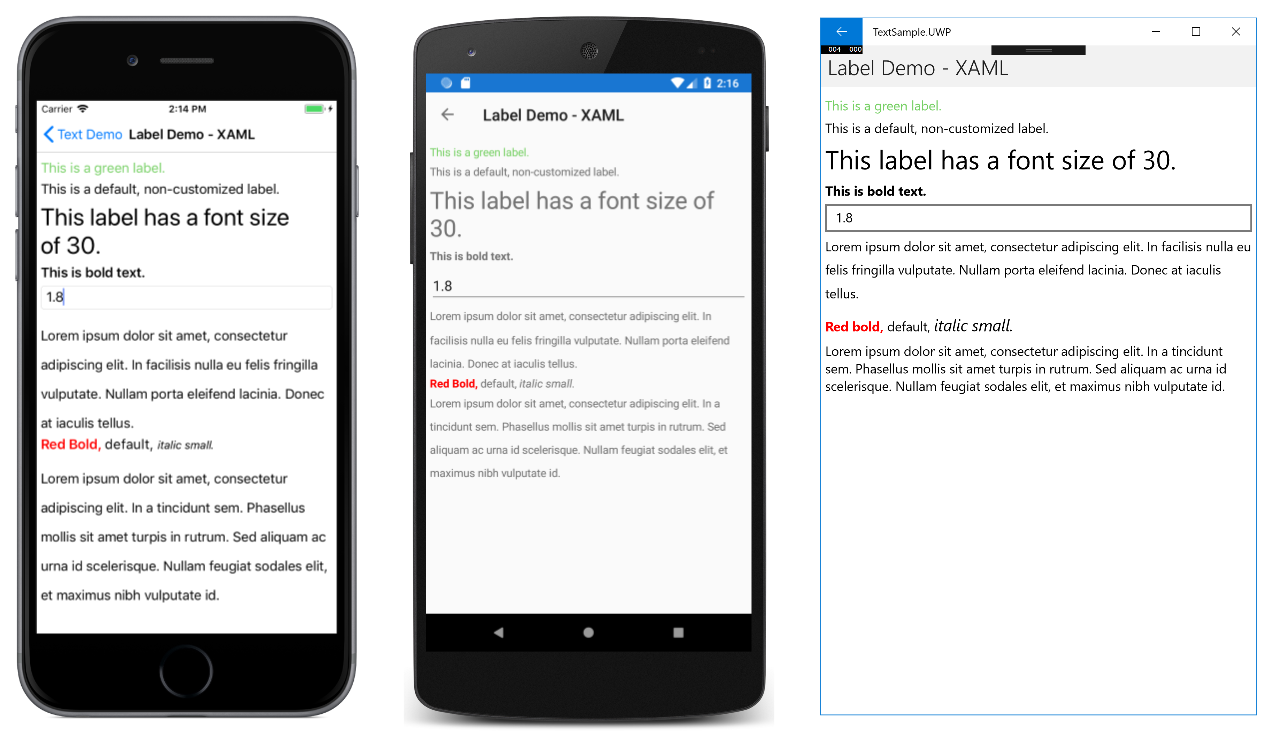 Carrier
2:14 PM
Text Demo Label Demo - XAML
This is a green label.
This is a default, non-customized label.
This label has a font size
of 30.
This is bold text.
1.8
Lorem ipsum dolor sit amet, consectetur
adipiscing elit. In facilisis nulla eu felis fringilla
vulputate. Nullam porta eleifend lacinia. Donec
at iaculis tellus.
Red Bold, default, italic small.
Lorem ipsum dolor sit amet, consectetur
adipiscing elit. In a tincidunt sem. Phasellus
mollis sit amet turpis in rutrum. Sed aliquam ac
urna id scelerisque. Nullam feugiat sodales elit,
et maximus nibh vulputate id.
2:16
Label Demo - XAML
This is a green label.
This is a default, non-customized label.
This label has a font size of
30.
This is bold text.
1.8
Lorem ipsum dolor sit amet, consectetur adipiscing elit. In
facilisis nulla eu felis fringilla vulputate. Nullam porta eleifend
lacinia. Donec at iaculis tellus.
Red Bold, default, italic small.
Lorem ipsum dolor sit amet, consectetur adipiscing elit. In a
tincidunt sem. Phasellus mollis sit amet turpis in rutrum. Sed
aliquam ac urna id scelerisque. Nullam feugiat sodales elit, et
maximus nibh vulputate id.
TextSample.UWP
004 000
Label Demo - XAML
This is a green label.
This is a default, non-customized label.
This label has a font size of 30.
This is bold text.
1.8
Lorem ipsum dolor sit amet, consectetur adipiscing elit. In facilisis nulla eu
felis fringilla vulputate. Nullam porta eleifend lacinia. Donec at iaculis
tellus.
Red bold, default, italic small.
Lorem ipsum dolor sit amet, consectetur adipiscing elit. In a tincidunt
sem. Phasellus mollis sit amet turpis in rutrum. Sed aliquam ac urna id
scelerisque. Nullam feugiat sodales elit, et maximus nibh vulputate id.